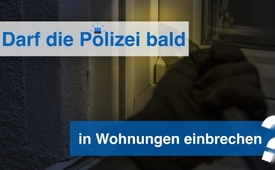 Darf die Polizei bald
in Wohnungen einbrechen
?